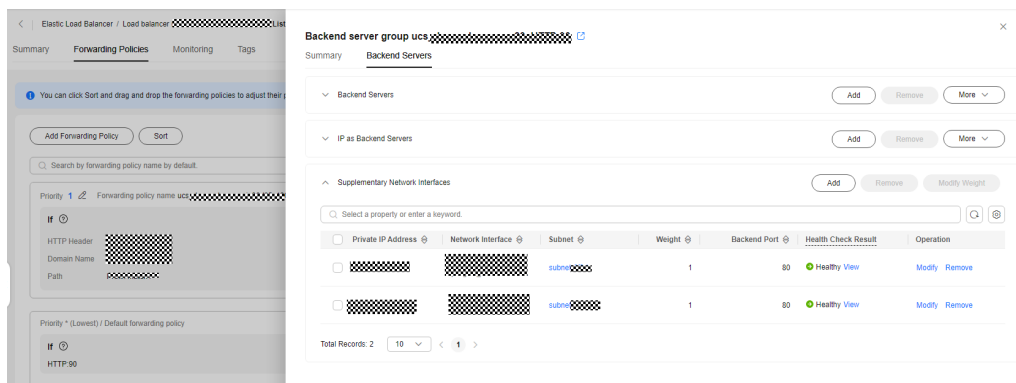 Elastic Load Balancer / Load balancer List
Summary Forwarding Policies Monitoring Tags
You can click Sort and drag and drop the forwarding policies to adjust their
Add Forwarding Policy Sort
Search by forwarding policy name by default.
Priority 1 Forwarding policy name ucs
If
HTTP Header
Domain Name
Path
Priority * (Lowest) / Default forwarding policy
If
HTTP:90
Backend server group ucs
Summary Backend Servers
Backend Servers Add Remove More
IP as Backend Servers Add Remove More
Supplementary Network Interfaces Add Remove Modify Weight
Select a property or enter a keyword.
Private IP Address Network Interface Subnet Weight Backend Port Health Check Result Operation
subnet 1 80 Healthy View Modify Remove
subnet 1 80 Healthy View Modify Remove
Total Records: 2 10 < 1 >